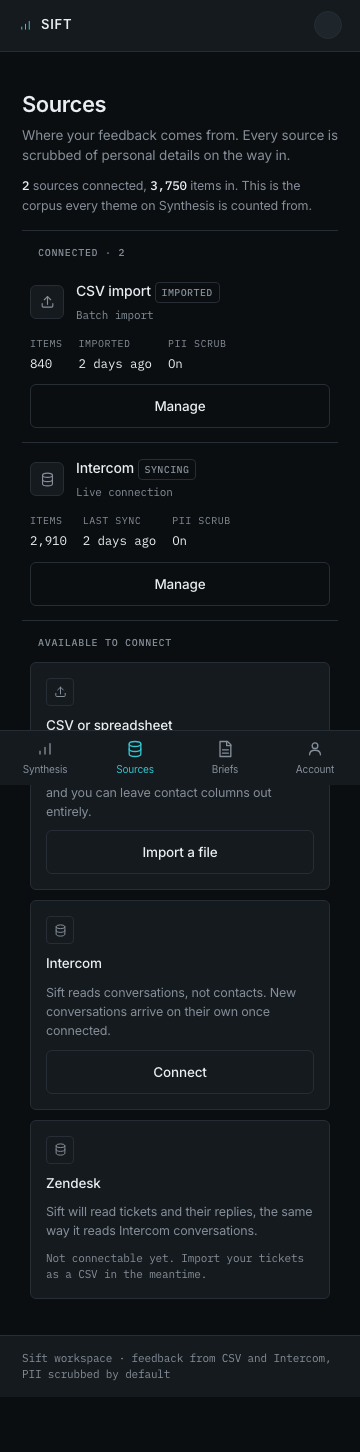 SIFT
Sources
Where your feedback comes from. Every source is
scrubbed of personal details on the way in.
2 sources connected, 3,750 items in. This is the
corpus every theme on Synthesis is counted from.
CONNECTED · 2
CSV import IMPORTED
Batch import
ITEMS IMPORTED PII SCRUB
840 2 days ago On
Manage
Intercom SYNCING
Live connection
ITEMS LAST SYNC PII SCRUB
2,910 2 days ago On
Manage
AVAILABLE TO CONNECT
CSV or spreadsheet
Synthesis Sources Briefs Account
and you can leave contact columns out
entirely.
Import a file
Intercom
Sift reads conversations, not contacts. New
conversations arrive on their own once
connected.
Connect
Zendesk
Sift will read tickets and their replies, the same
way it reads Intercom conversations.
Not connectable yet. Import your tickets
as a CSV in the meantime.
Sift workspace · feedback from CSV and Intercom,
PII scrubbed by default